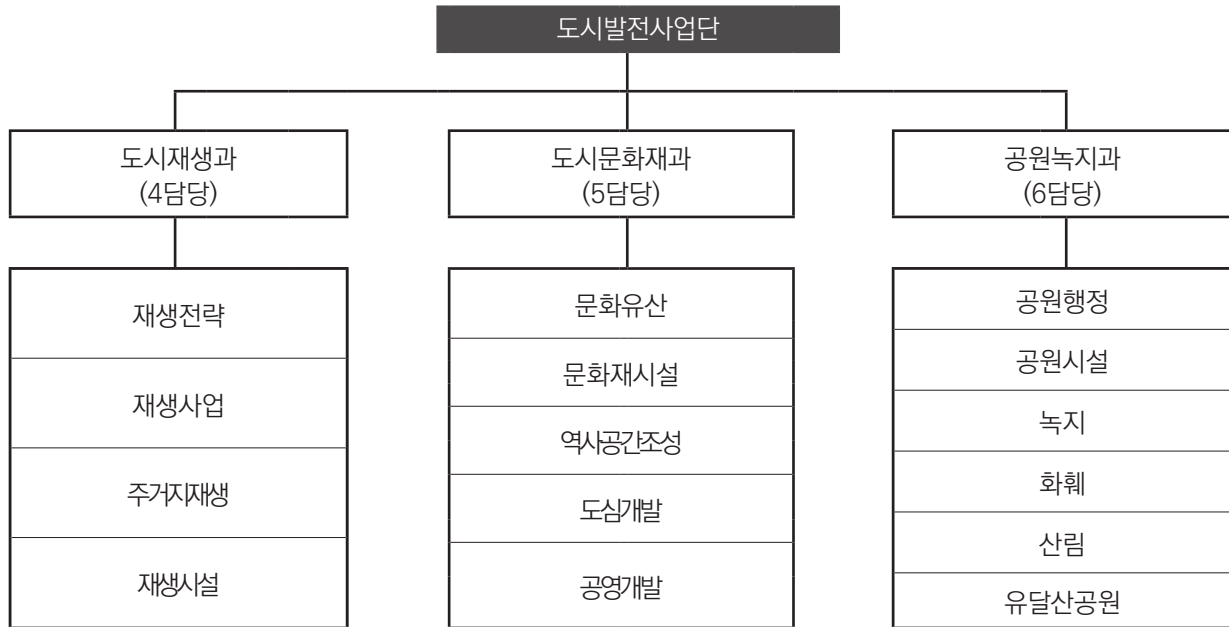 도시발전사업단
도시재생과
(4담당)
재생전략
재생사업
주거지재생
재생시설
도시문화재과
(5담당)
문화유산
문화재시설
역사공간조성
도심개발
공영개발
공원녹지과
(6담당)
공원행정
공원시설
녹지
화훼
산림
유달산공원